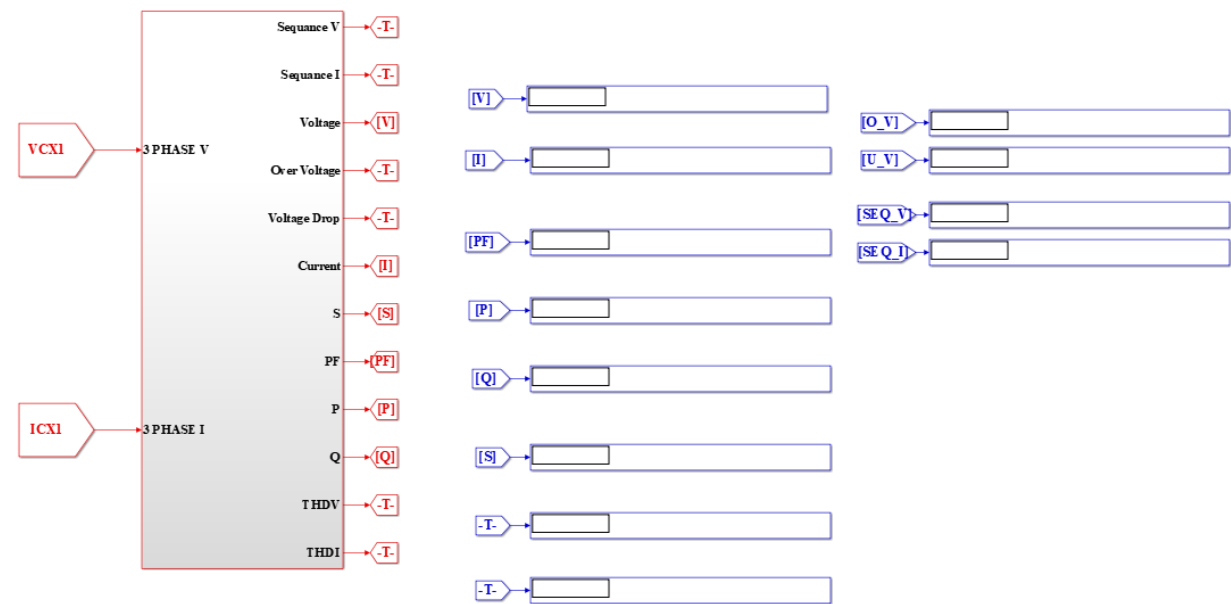 VCX1
ICX1
3 PHASE V
3 PHASE I
Sequance V
-T-
Sequance I
-T-
Voltage
[V]
Over Voltage
-T-
Voltage Drop
-T-
Current
[I]
S
[S]
PF
[PF]
P
[P]
Q
[Q]
THDV
-T-
THDI
-T-
[V]
[I]
[PF]
[P]
[Q]
[S]
-T-
-T-
[O_V]
[U_V]
[SEQ_V]
[SEQ_I]